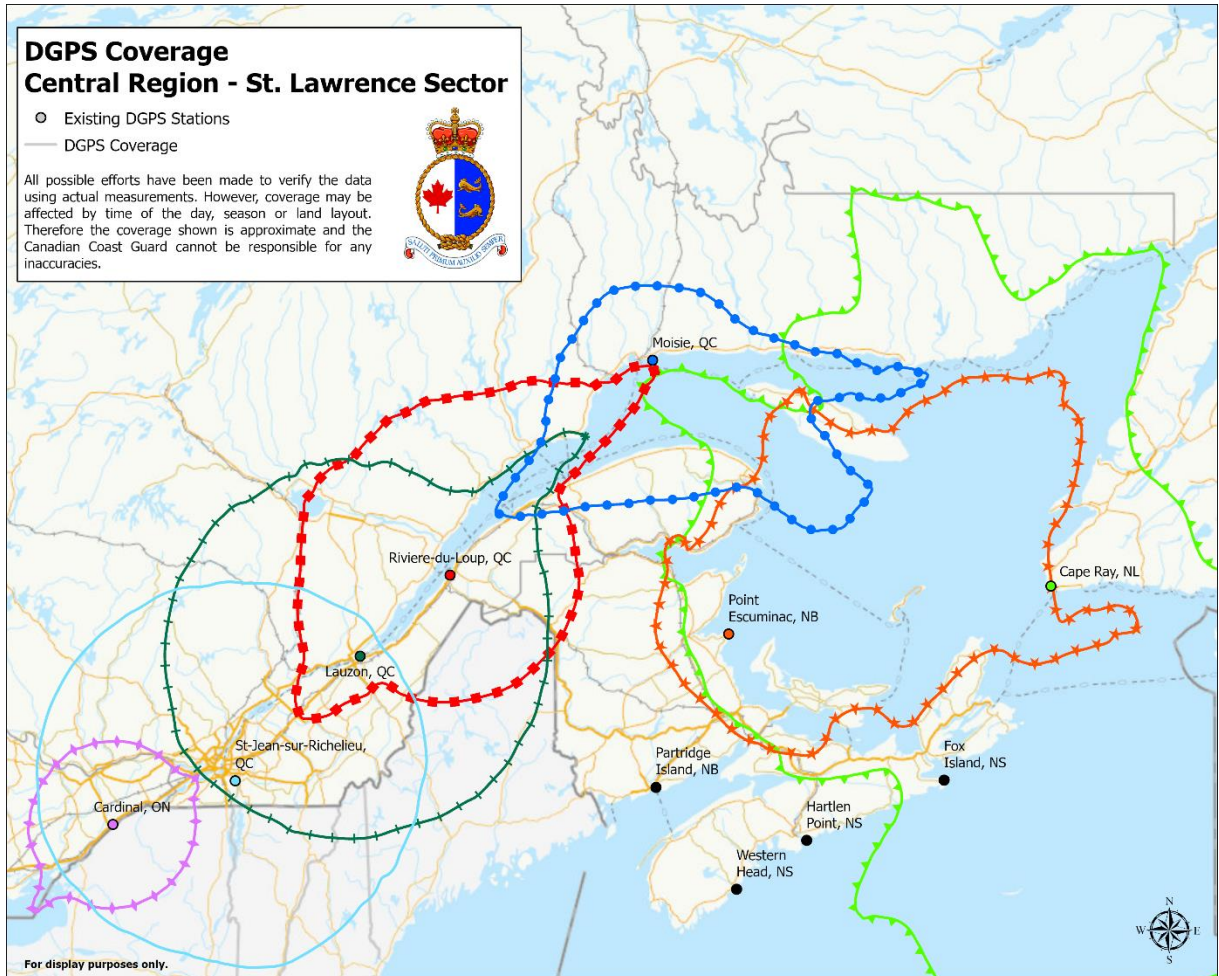 DGPS Coverage
Central Region - St. Lawrence Sector
Existing DGPS Stations
DGPS Coverage
All possible efforts have been made to verify the data
using actual measurements. However, coverage may be
affected by time of the day, season or land layout.
Therefore the coverage shown is approximate and the
Canadian Coast Guard cannot be responsible for any
inaccuracies.
SALUTI PRIMUM AUXILIO SEMPER
Moisie, QC
Riviere-du-Loup, QC
Cape Ray, NL
Point
Escuminac, NB
Lauzon, QC
St-Jean-sur-Richelieu,
QC
Partridge
Island, NB
Fox
Island, NS
Cardinal, ON
Hartlen
Point, NS
Western
Head, NS
N
W
E
S
For display purposes only.